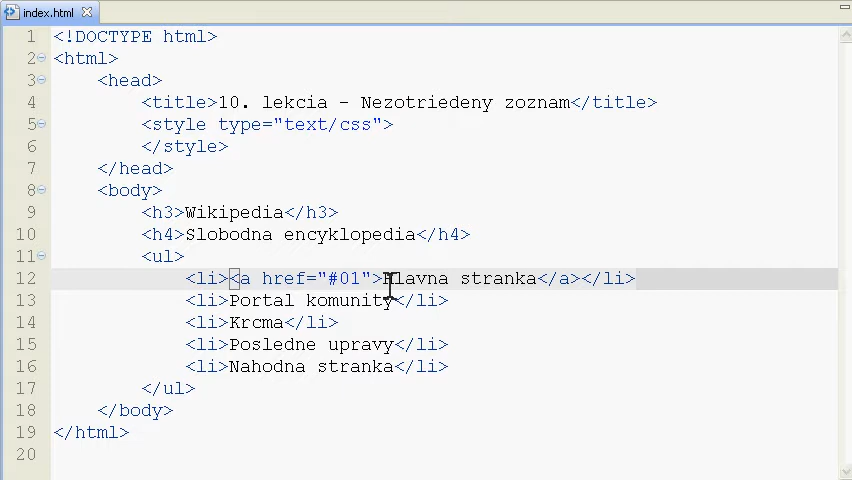 index.html
1 <!DOCTYPE html>
2 <html>
3 <head>
4 <title>10. lekcia - Nezotriedeny zoznam</title>
5 <style type="text/css">
6 </style>
7 </head>
8 <body>
9 <h3>Wikipedia</h3>
10 <h4>Slobodna encyklopedia</h4>
11 <ul>
12 <li><a href="#01">Hlavna stranka</a></li>
13 <li>Portal komunity</li>
14 <li>Krcma</li>
15 <li>Posledne upravy</li>
16 <li>Nahodna stranka</li>
17 </ul>
18 </body>
19 </html>
20